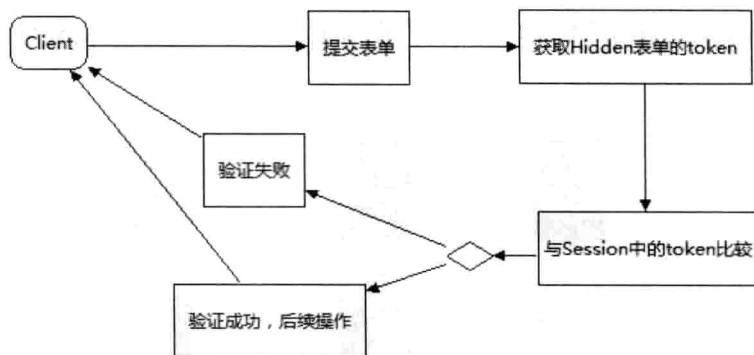 Client
提交表单
获取Hidden表单的token
验证失败
与Session中的token比较
验证成功，后续操作